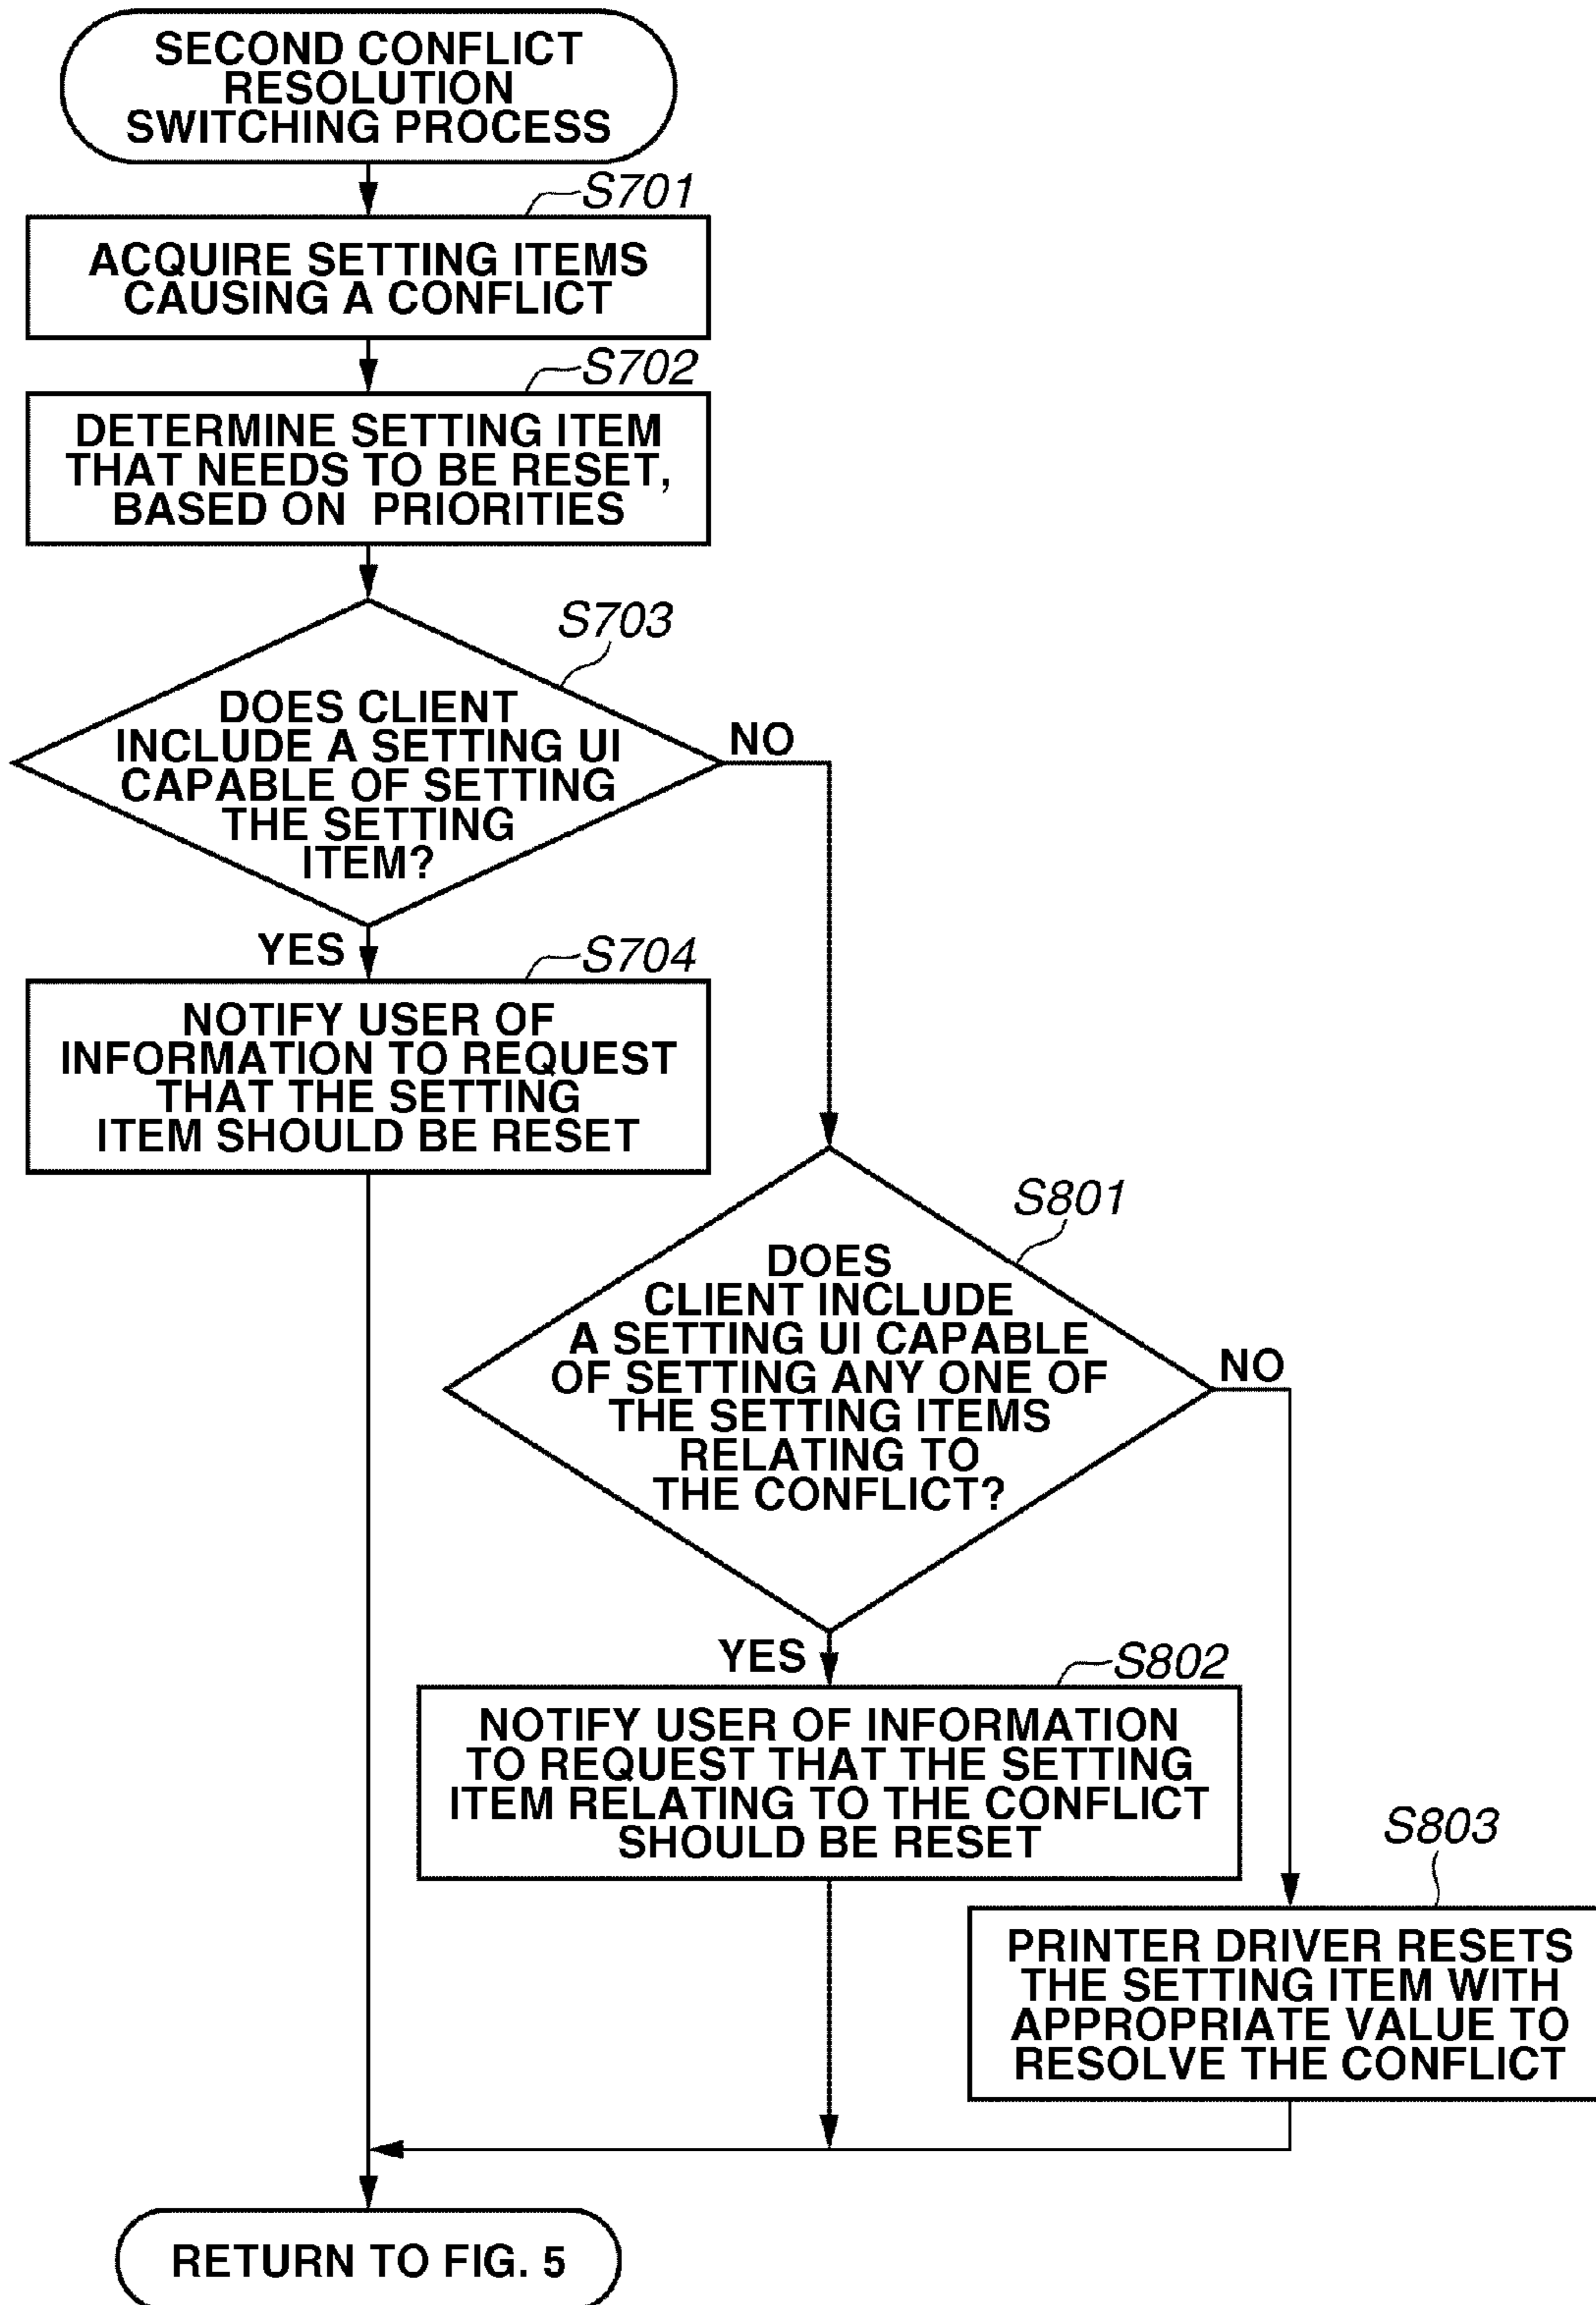 SECOND CONFLICT
RESOLUTION
SWITCHING PROCESS
S701
ACQUIRE SETTING ITEMS
CAUSING A CONFLICT
S702
DETERMINE SETTING ITEM
THAT NEEDS TO BE RESET,
BASED ON PRIORITIES
S703
DOES CLIENT
INCLUDE A SETTING UI
CAPABLE OF SETTING
THE SETTING
ITEM?
NO
YES
S704
NOTIFY USER OF
INFORMATION TO REQUEST
THAT THE SETTING
ITEM SHOULD BE RESET
S801
DOES
CLIENT INCLUDE
A SETTING UI CAPABLE
OF SETTING ANY ONE OF
THE SETTING ITEMS
RELATING TO
THE CONFLICT?
NO
YES
S802
NOTIFY USER OF INFORMATION
TO REQUEST THAT THE SETTING
ITEM RELATING TO THE CONFLICT
SHOULD BE RESET
S803
PRINTER DRIVER RESETS
THE SETTING ITEM WITH
APPROPRIATE VALUE TO
RESOLVE THE CONFLICT
RETURN TO FIG. 5